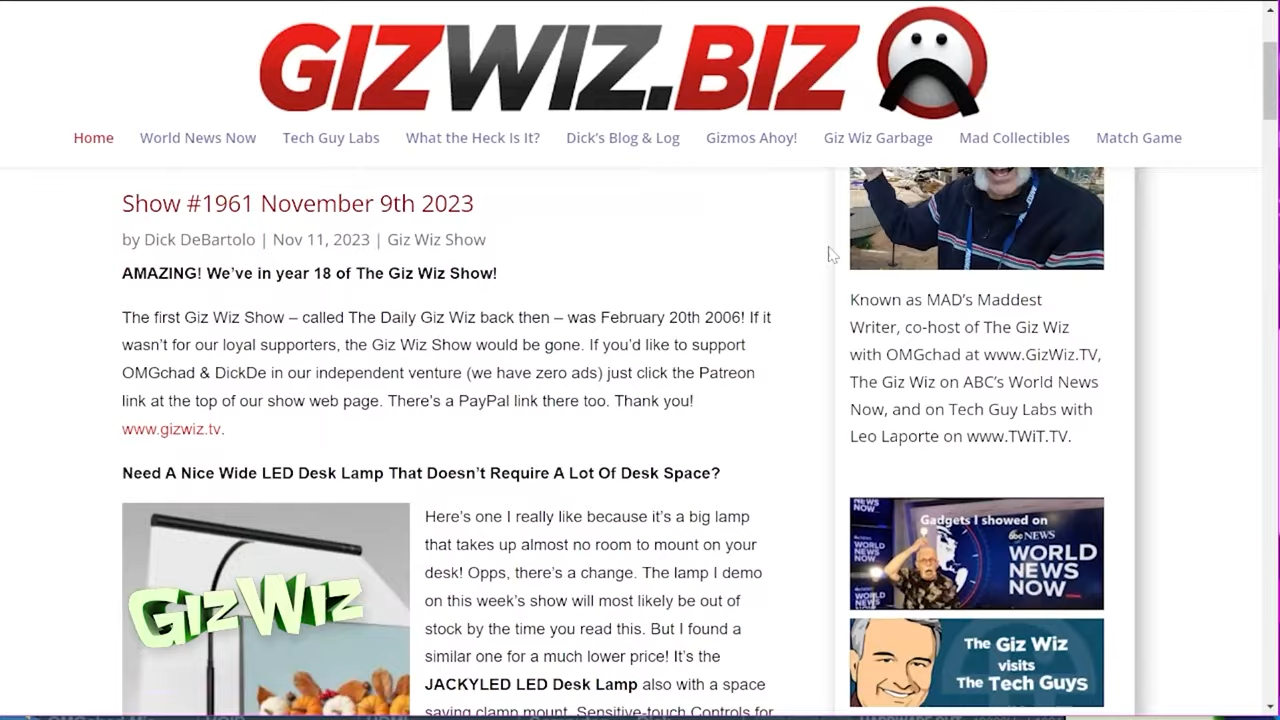 GIZWIZ.BIZ
Home World News Now Tech Guy Labs What the Heck Is It? Dick's Blog & Log Gizmos Ahoy! Giz Wiz Garbage Mad Collectibles Match Game
Show #1961 November 9th 2023
by Dick DeBartolo | Nov 11, 2023 | Giz Wiz Show
AMAZING! We've in year 18 of The Giz Wiz Show!
The first Giz Wiz Show – called The Daily Giz Wiz back then – was February 20th 2006! If it
wasn't for our loyal supporters, the Giz Wiz Show would be gone. If you'd like to support
OMGchad & DickDe in our independent venture (we have zero ads) just click the Patreon
link at the top of our show web page. There's a PayPal link there too. Thank you!
www.gizwiz.tv.
Need A Nice Wide LED Desk Lamp That Doesn't Require A Lot Of Desk Space?
GIZ WIZ
Here's one I really like because it's a big lamp
that takes up almost no room to mount on your
desk! Opps, there's a change. The lamp I demo
on this week's show will most likely be out of
stock by the time you read this. But I found a
similar one for a much lower price! It's the
JACKYLED LED Desk Lamp also with a space
saving clamp mount. Sensitive-Touch Controls for
Known as MAD's Maddest
Writer, co-host of The Giz Wiz
with OMGchad at www.GizWiz.TV,
The Giz Wiz on ABC's World News
Now, and on Tech Guy Labs with
Leo Laporte on www.TWiT.TV.
Gadgets I showed on
abc NEWS
WORLD
NEWS
NOW
The Giz Wiz
visits
The Tech Guys